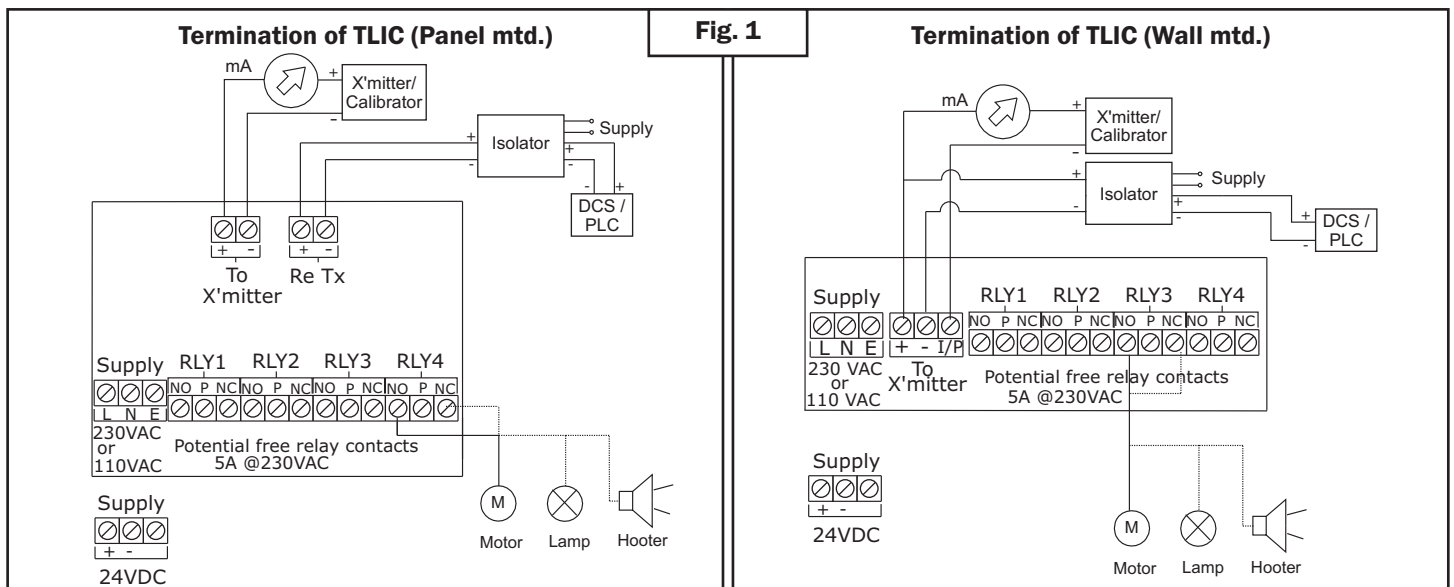 Fig. 1
Termination of TLIC (Panel mtd.)
mA
+
X'mitter/
Calibrator
-
+
-
Isolator
Supply
+
-
- +
DCS /
PLC
+ -
To
X'mitter
+ -
Re Tx
Supply
L N E
230VAC
or
110VAC
RLY1 RLY2 RLY3 RLY4
NO P NC NO P NC NO P NC NO P NC
Potential free relay contacts
5A @230VAC
Supply
+ -
24VDC
M
Motor
Lamp
Hooter
Termination of TLIC (Wall mtd.)
mA
+
X'mitter/
Calibrator
-
+
-
Isolator
Supply
+
-
+
-
DCS /
PLC
Supply
L N E
230 VAC
or
110 VAC
+ - I/P
To
X'mitter
RLY1 RLY2 RLY3 RLY4
NO P NC NO P NC NO P NC NO P NC
Potential free relay contacts
5A @230VAC
Supply
+ -
24VDC
M
Motor
Lamp
Hooter